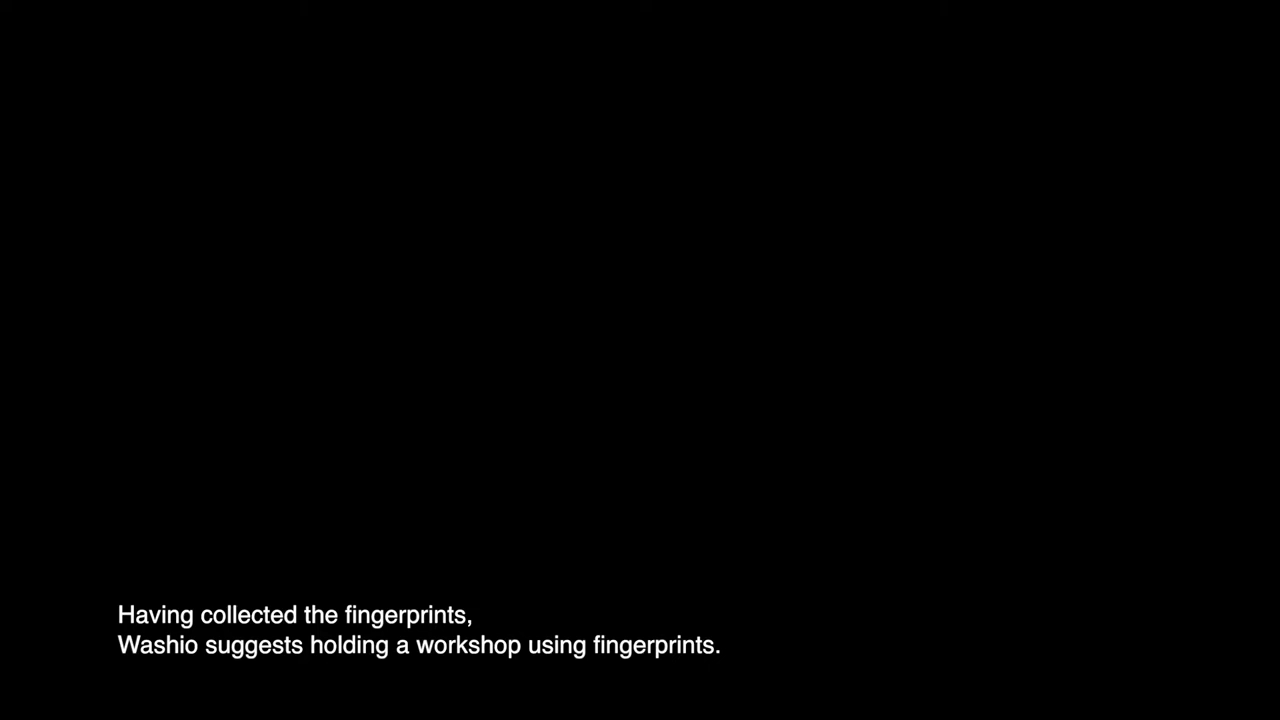 Having collected the fingerprints,
Washio suggests holding a workshop using fingerprints.